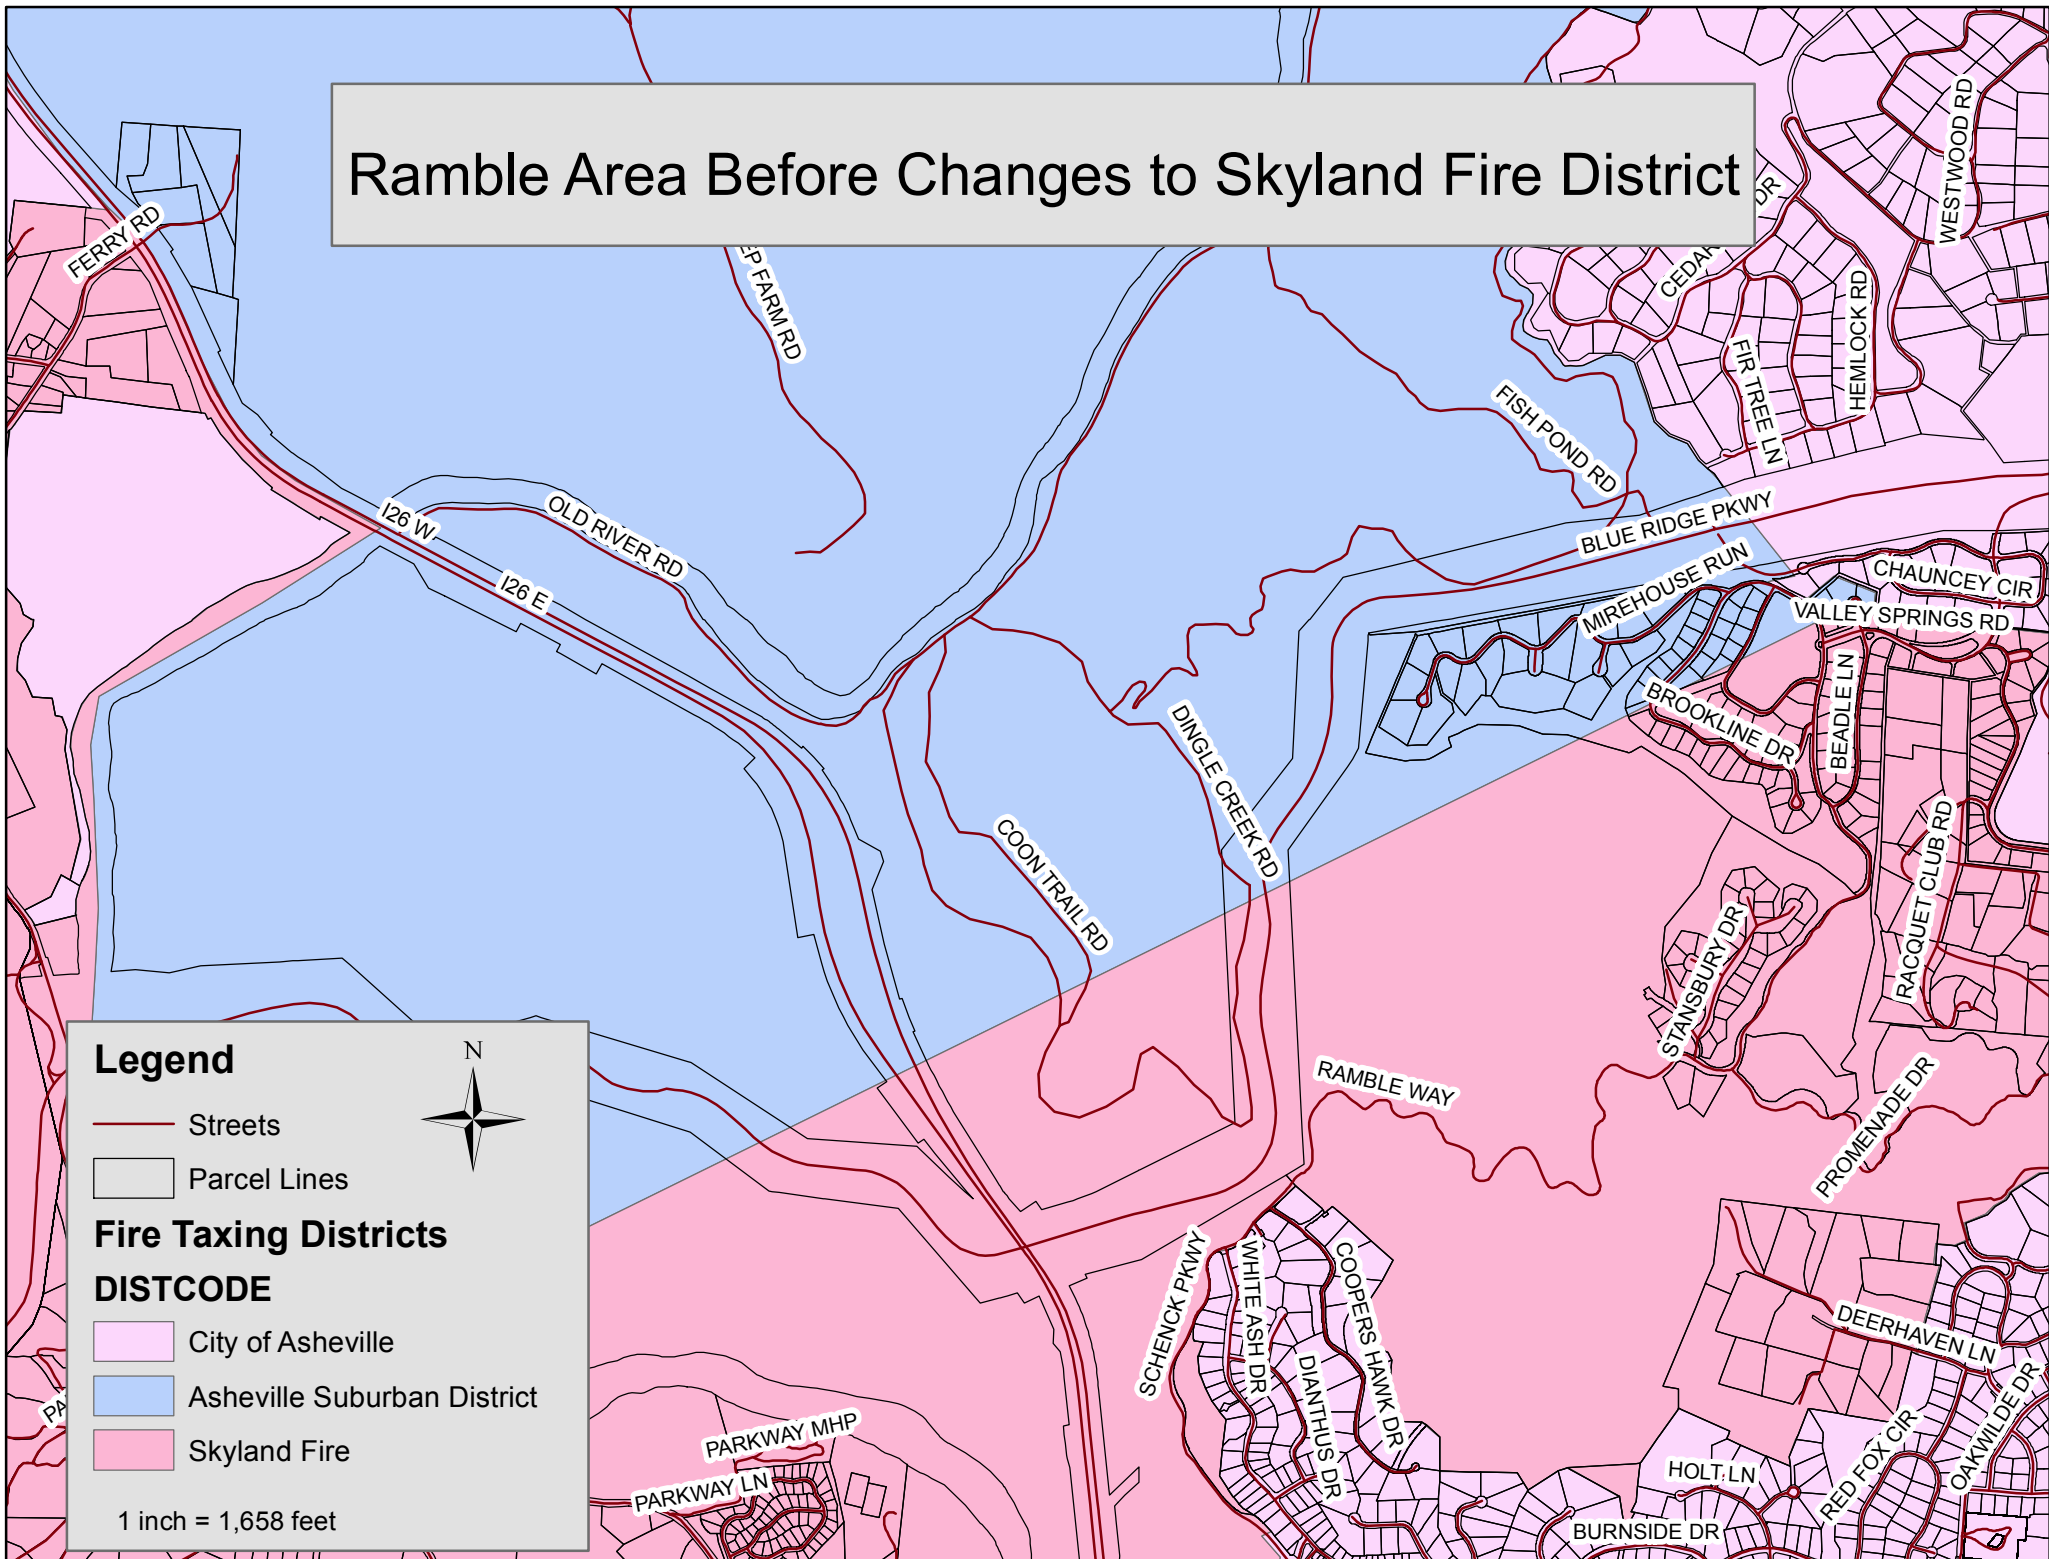 Ramble Area Before Changes to Skyland Fire District
WESTWOOD RD
DR
CEDAR
FERRY RD
EP FARM RD
HEMLOCK RD
FIR TREE LN
FISH POND RD
BLUE RIDGE PKWY
I26 W
OLD RIVER RD
I26 E
MIREHOUSE RUN
CHAUNCEY CIR
VALLEY SPRINGS RD
BEADLE LN
BROOKLINE DR
DINGLE CREEK RD
COON TRAIL RD
RACQUET CLUB RD
STANSBURY DR
RAMBLE WAY
PROMENADE DR
SCHENCK PKWY
WHITE ASH DR
COOPERS HAWK DR
DIANTHUS DR
DEERHAVEN LN
OAKWILDE DR
RED FOX CIR
HOLT LN
BURNSIDE DR
PARKWAY MHP
PARKWAY LN
PA
Legend
N
Streets
Parcel Lines
Fire Taxing Districts
DISTCODE
City of Asheville
Asheville Suburban District
Skyland Fire
1 inch = 1,658 feet